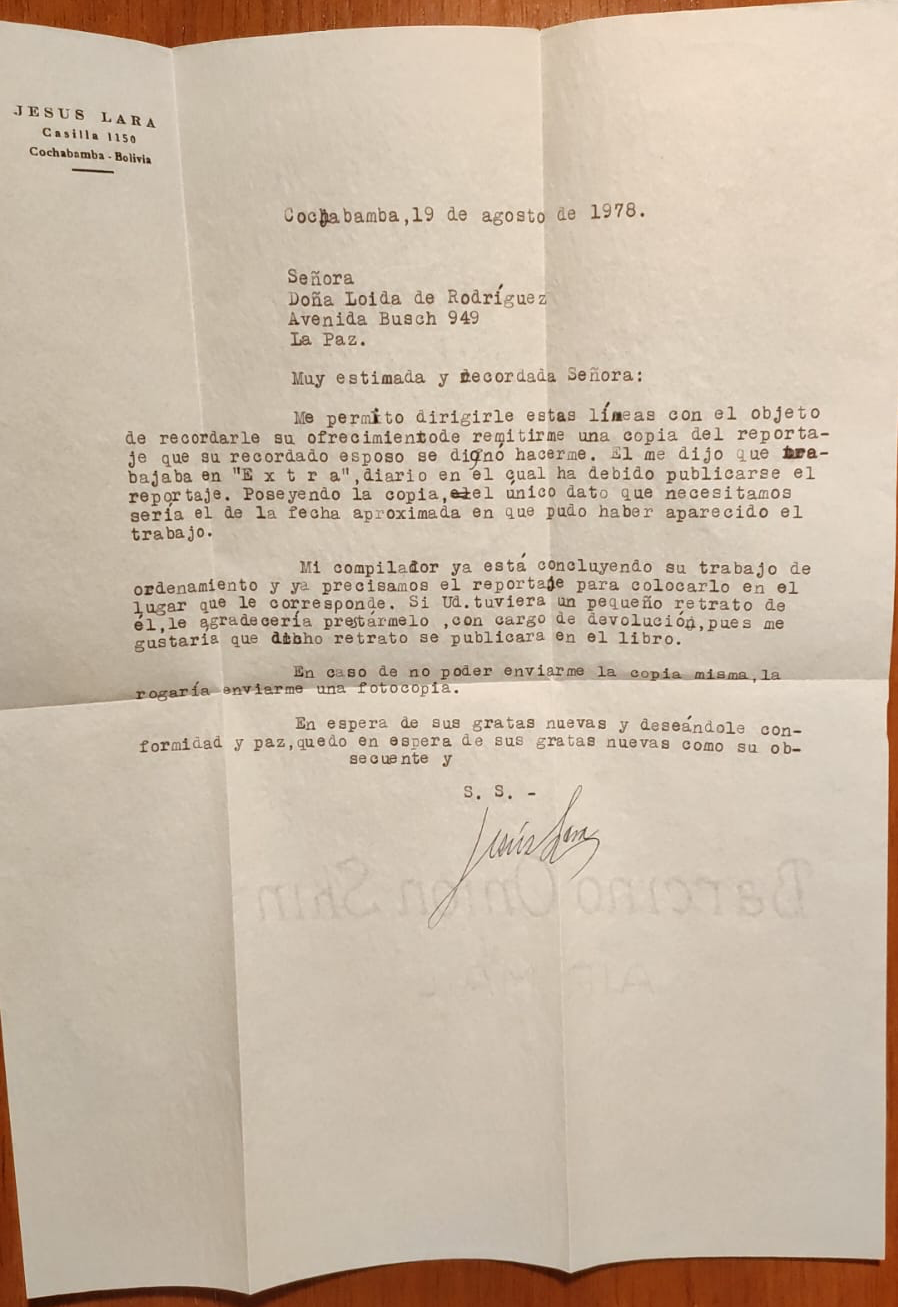 JESUS LARA
Casilla 1150
Cochabamba - Bolivia
Cochabamba,19 de agosto de 1978.
Señora
Doña Loida de Rodríguez
Avenida Busch 949
La Paz.
Muy estimada y recordada Señora:
Me permito dirigirle estas líneas con el objeto
de recordarle su ofrecimientode remitirme una copia del reporta-
je que su recordado esposo se dignó hacerme. El me dijo que tra-
bajaba en "E x t r a",diario en el cual ha debido publicarse el
reportaje. Poseyendo la copia,el único dato que necesitamos
sería el de la fecha aproximada en que pudo haber aparecido el
trabajo.
Mi compilador ya está concluyendo su trabajo de
ordenamiento y ya precisamos el reportaje para colocarlo en el
lugar que le corresponde. Si Ud.tuviera un pequeño retrato de
él,le agradecería prestármelo ,con cargo de devolución,pues me
gustaría que dicho retrato se publicara en el libro.
En caso de no poder enviarme la copia misma,la
rogaría enviarme una fotocopia.
En espera de sus gratas nuevas y deseándole con-
formidad y paz,quedo en espera de sus gratas nuevas como su ob-
secuente y
S. S. -
Jesús Lara
Barcino Onion Skin